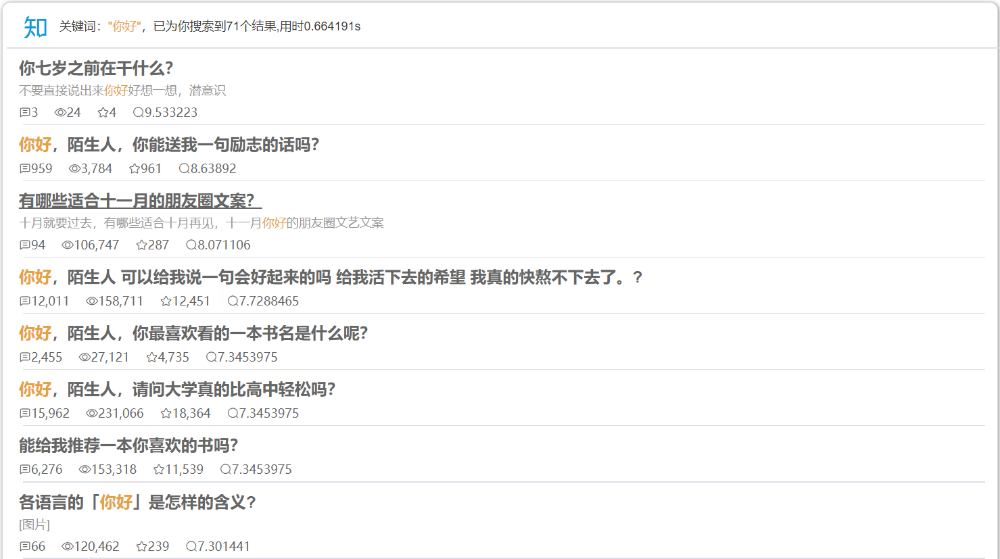 知 关键词："你好"，已为你搜索到71个结果,用时0.664191s
你七岁之前在干什么？
不要直接说出来你好好想一想，潜意识
3 24 4 9.533223
你好，陌生人，你能送我一句励志的话吗？
959 3,784 961 8.63892
有哪些适合十一月的朋友圈文案？
十月就要过去，有哪些适合十月再见，十一月你好的朋友圈文艺文案
94 106,747 287 8.071106
你好，陌生人 可以给我说一句会好起来的吗 给我活下去的希望 我真的快熬不下去了。?
12,011 158,711 12,451 7.7288465
你好，陌生人，你最喜欢看的一本书名是什么呢？
2,455 27,121 4,735 7.3453975
你好，陌生人，请问大学真的比高中轻松吗？
15,962 231,066 18,364 7.3453975
能给我推荐一本你喜欢的书吗？
6,276 153,318 11,539 7.3453975
各语言的「你好」是怎样的含义?
[图片]
66 120,462 239 7.301441